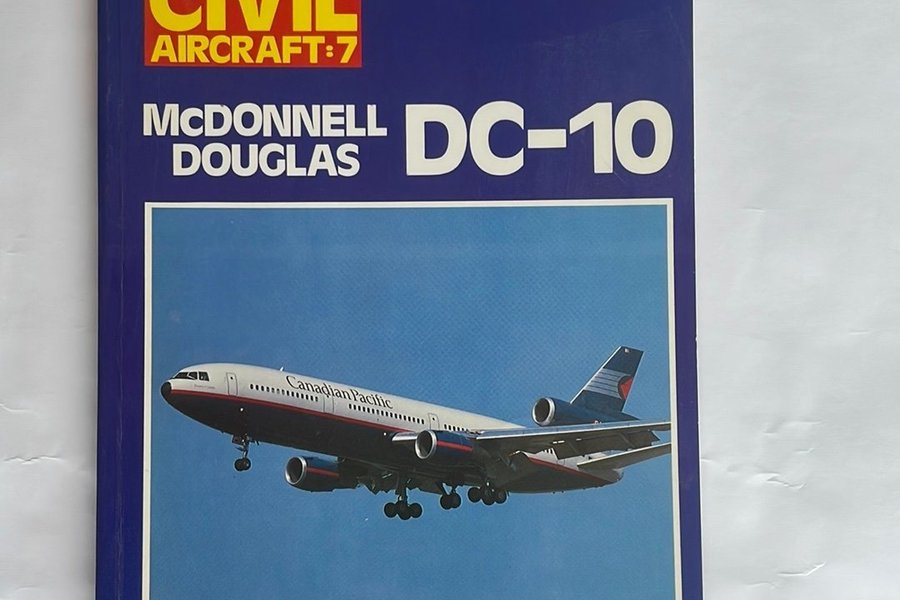 CIVIL
AIRCRAFT:7
McDONNELL
DOUGLAS
DC-10
Canadian Pacific